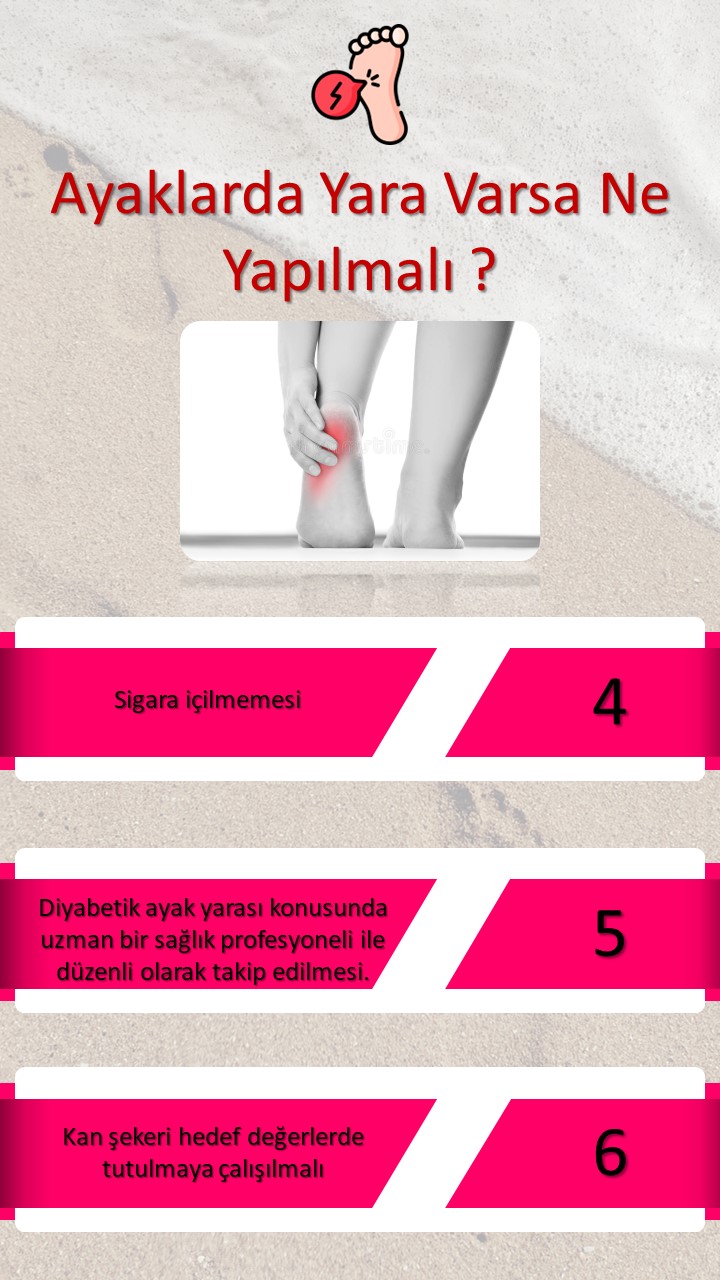 Ayaklarda Yara Varsa Ne
Yapılmalı ?
Sigara içilmemesi
4
Diyabetik ayak yarası konusunda
uzman bir sağlık profesyoneli ile
düzenli olarak takip edilmesi.
5
Kan şekeri hedef değerlerde
tutulmaya çalışılmalı
6